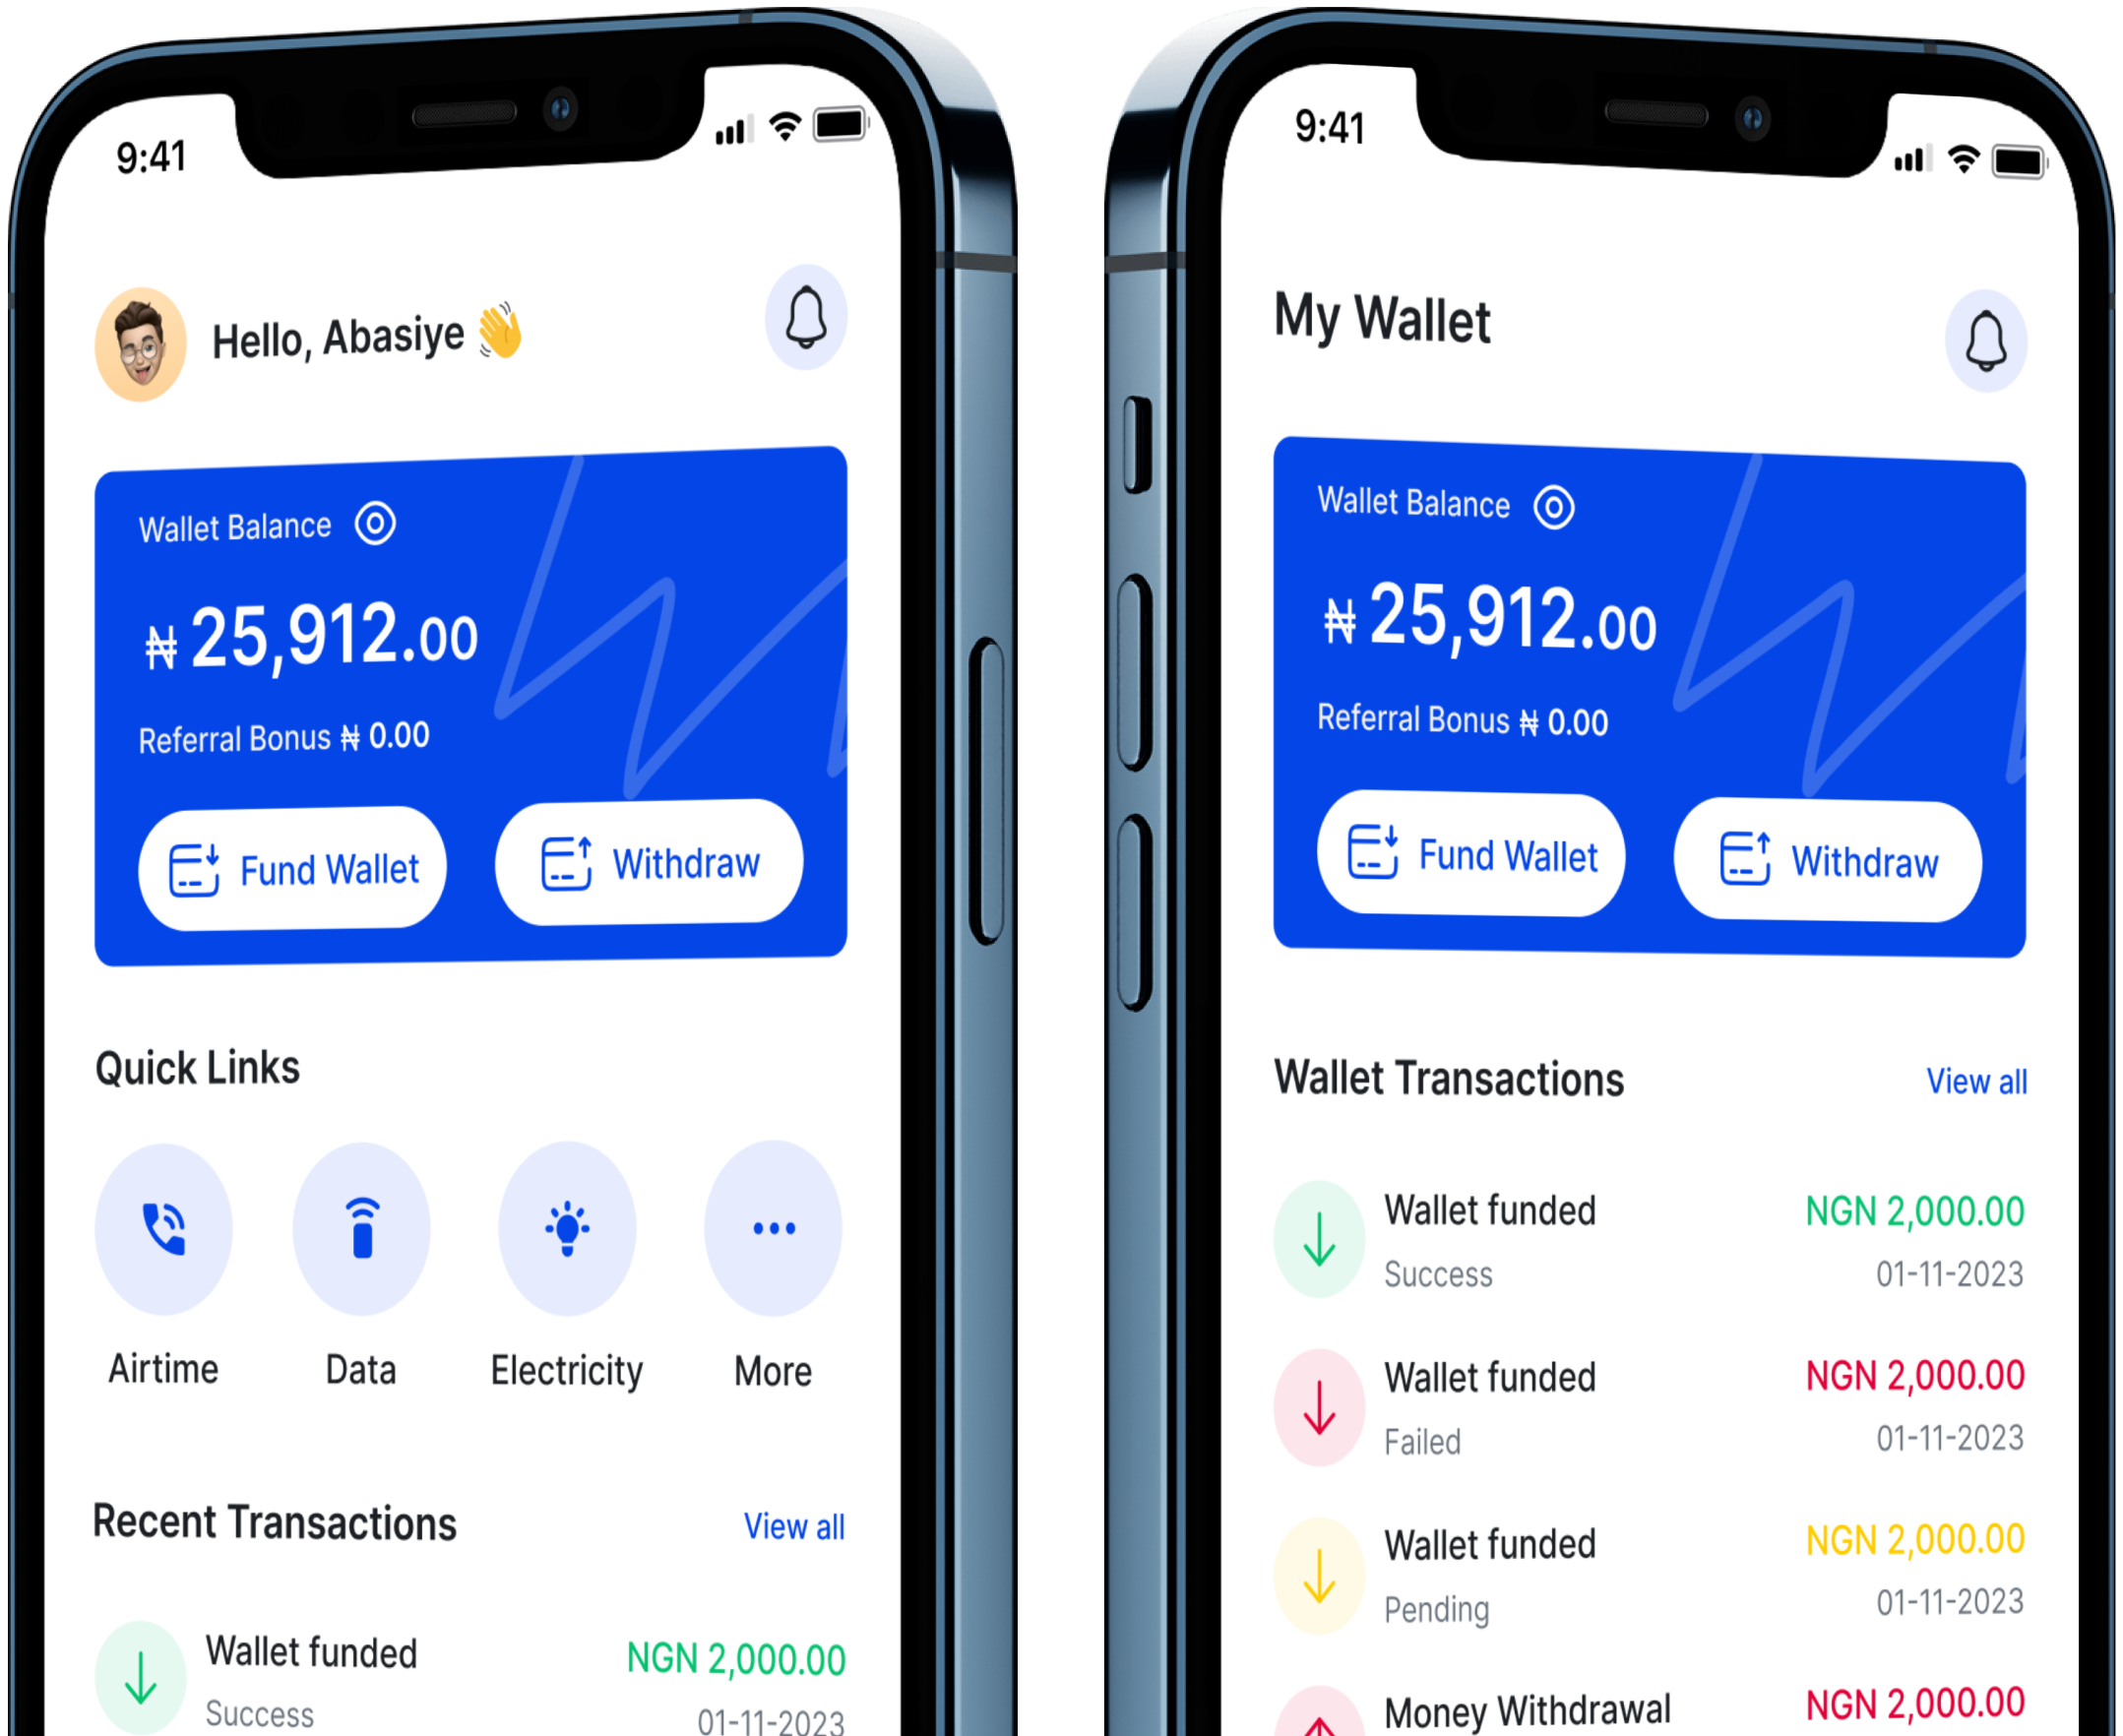 9:41
Hello, Abasiye 👋
Wallet Balance
₦ 25,912.00
Referral Bonus ₦ 0.00
Fund Wallet
Withdraw
Quick Links
Airtime
Data
Electricity
More
Recent Transactions
View all
Wallet funded
NGN 2,000.00
Success
01-11-2023
9:41
My Wallet
Wallet Balance
₦ 25,912.00
Referral Bonus ₦ 0.00
Fund Wallet
Withdraw
Wallet Transactions
View all
Wallet funded
NGN 2,000.00
Success
01-11-2023
Wallet funded
NGN 2,000.00
Failed
01-11-2023
Wallet funded
NGN 2,000.00
Pending
01-11-2023
Money Withdrawal
NGN 2,000.00